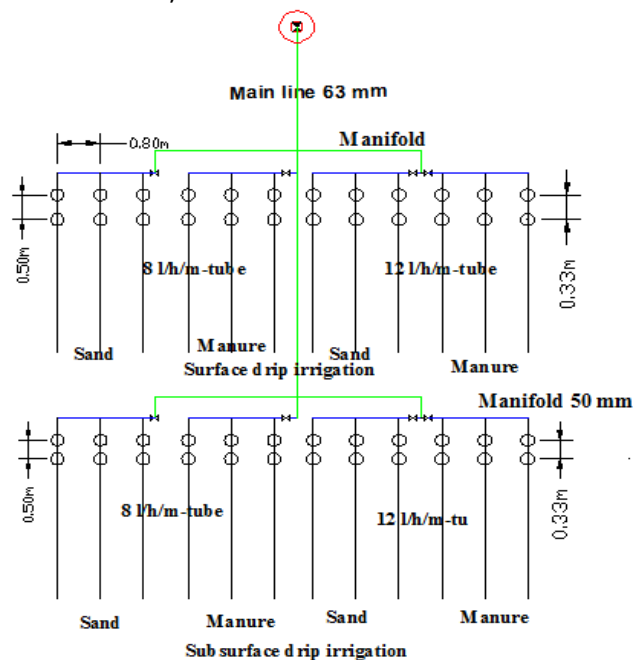 Main line 63 mm
0.80m
Manifold
0.50m
0.33m
8 l/h/m-tube
12 l/h/m-tube
Sand
Manure
Sand
Manure
Surface drip irrigation
Manifold 50 mm
0.50m
0.33m
8 l/h/m-tube
12 l/h/m-tu
Sand
Manure
Sand
Manure
Subsurface drip irrigation